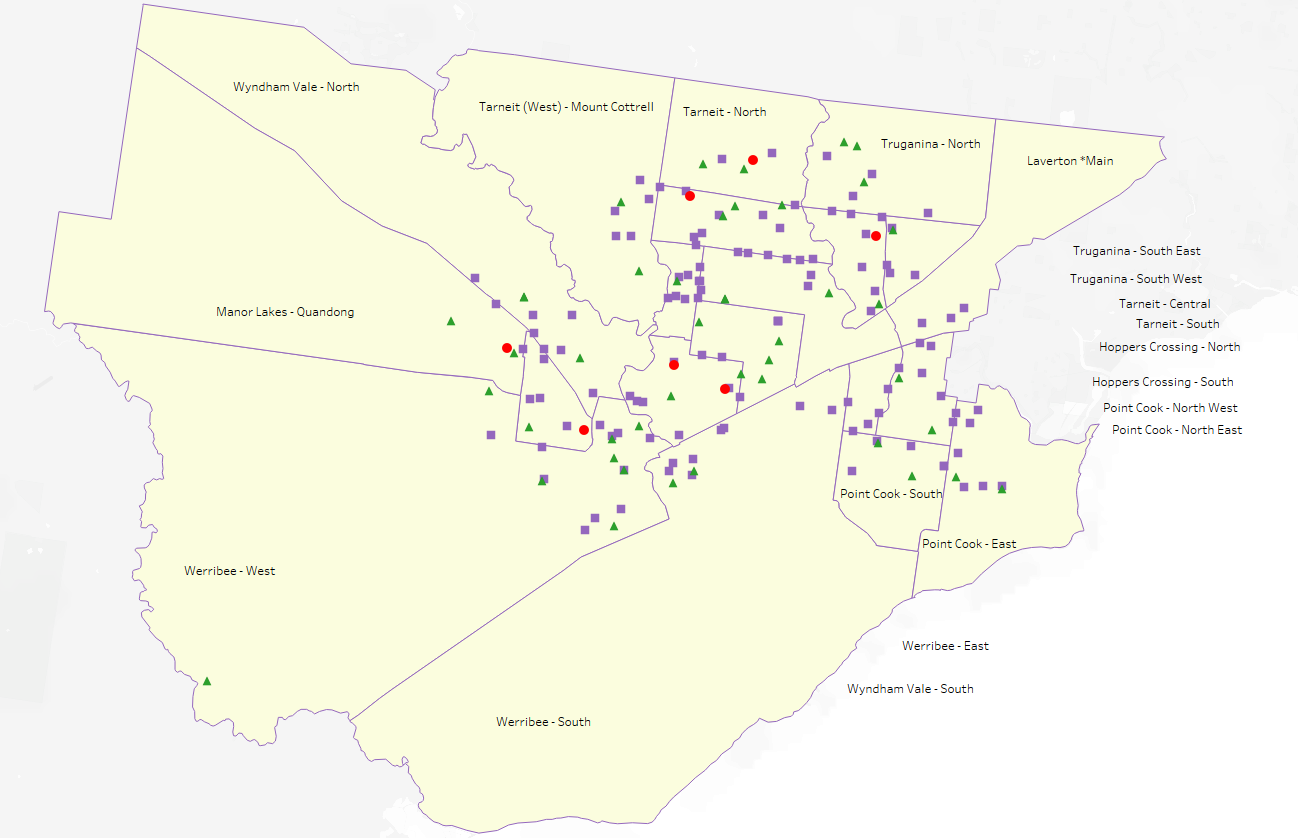 Wyndham Vale - North
Tarneit (West) - Mount Cottrell
Tarneit - North
Truganina - North
Laverton *Main
Truganina - South East
Truganina - South West
Tarneit - Central
Manor Lakes - Quandong
Tarneit - South
Hoppers Crossing - North
Hoppers Crossing - South
Point Cook - North West
Point Cook - North East
Point Cook - South
Point Cook - East
Werribee - West
Werribee - East
Wyndham Vale - South
Werribee - South